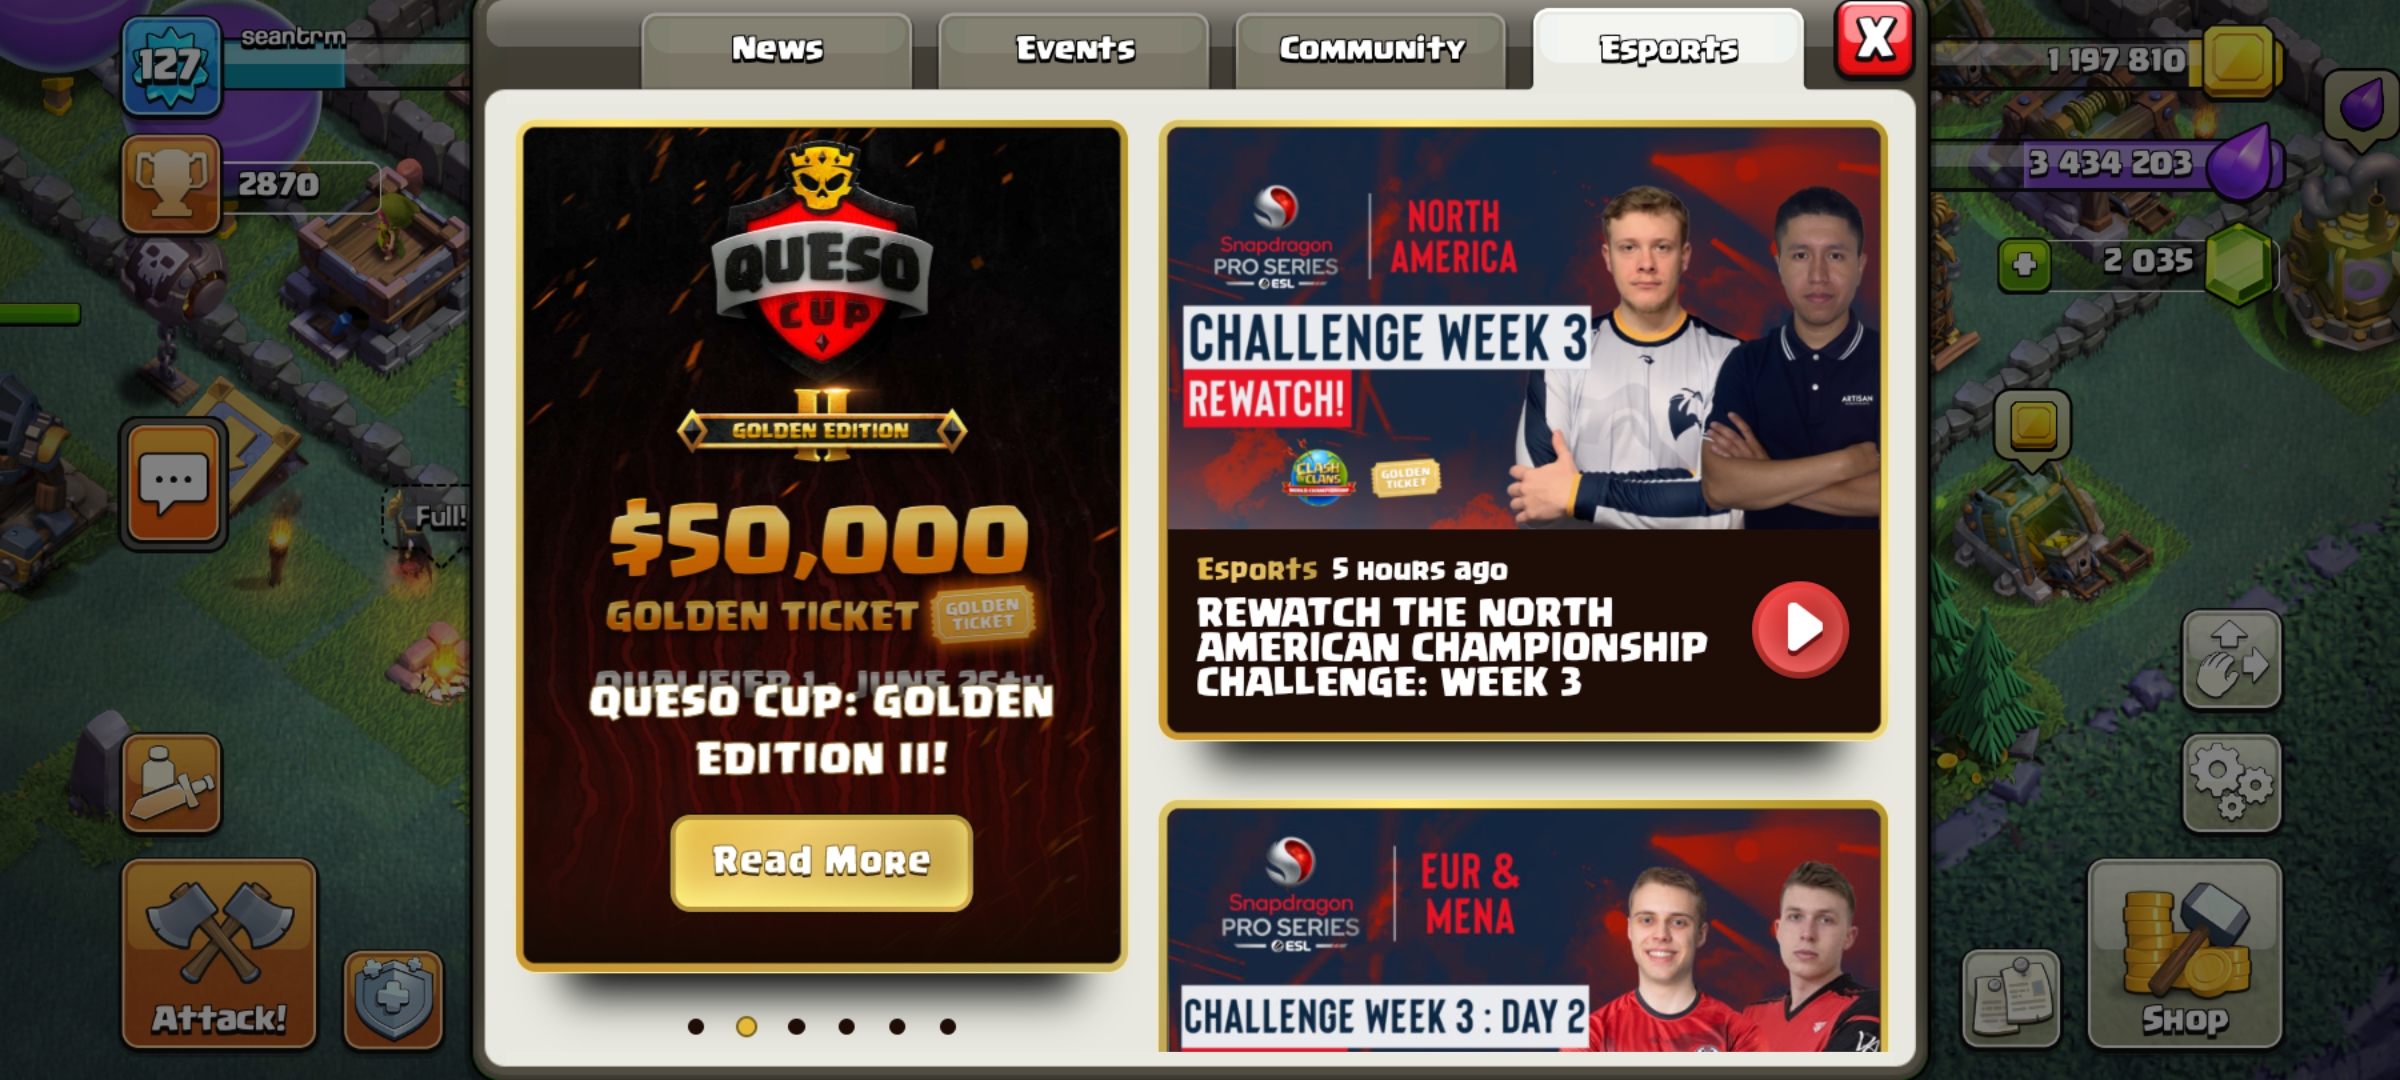 127
seantrm
2870
Full!
Attack!
News
Events
Community
Esports
X
QUESO
CUP
II
GOLDEN EDITION
$50,000
GOLDEN TICKET
GOLDEN
TICKET
QUALIFIER 1 - JUNE 25th
QUESO CUP: GOLDEN
EDITION II!
Read More
Snapdragon
PRO SERIES
ESL
NORTH
AMERICA
CHALLENGE WEEK 3
REWATCH!
CLASH
OF CLANS
WORLD CHAMPIONSHIP
GOLDEN
TICKET
ARTISAN
Esports 5 hours ago
REWATCH THE NORTH
AMERICAN CHAMPIONSHIP
CHALLENGE: WEEK 3
Snapdragon
PRO SERIES
ESL
EUR &
MENA
CHALLENGE WEEK 3 : DAY 2
1 197 810
3 434 203
2 035
Shop